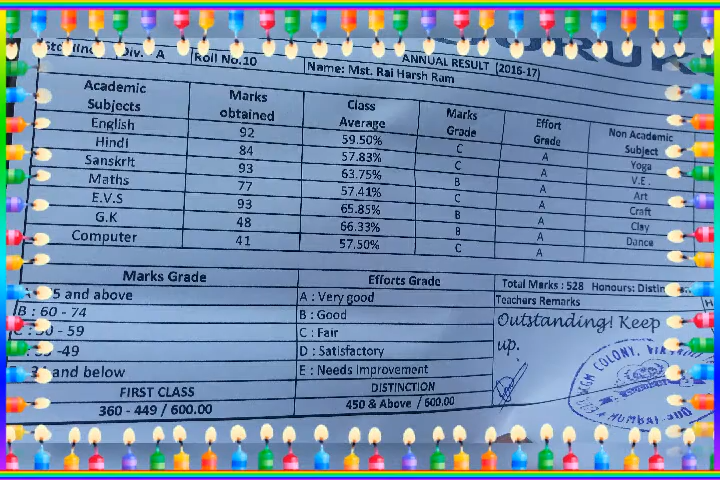 Div. - A Roll No.10 ANNUAL RESULT (2016-17)
Name: Mst. Rai Harsh Ram
Academic Subjects Marks obtained Class Average Marks Grade Effort Grade Non Academic Subject
English 92 59.50% C A Yoga
Hindi 84 57.83% C A V.E.
Sanskrit 93 63.75% B A Art
Maths 77 57.41% C A Craft
E.V.S 93 65.85% B A Clay
G.K 48 66.33% B A Dance
Computer 41 57.50% C A
Marks Grade Efforts Grade Total Marks : 528 Honours: Distin
5 and above A : Very good Teachers Remarks
B : 60 - 74 B : Good Outstanding! Keep
- 59 C : Fair up.
-49 D : Satisfactory
and below E : Needs Improvement
FIRST CLASS DISTINCTION
360 - 449 / 600.00 450 & Above / 600.00
COLONY,
MUMBAI